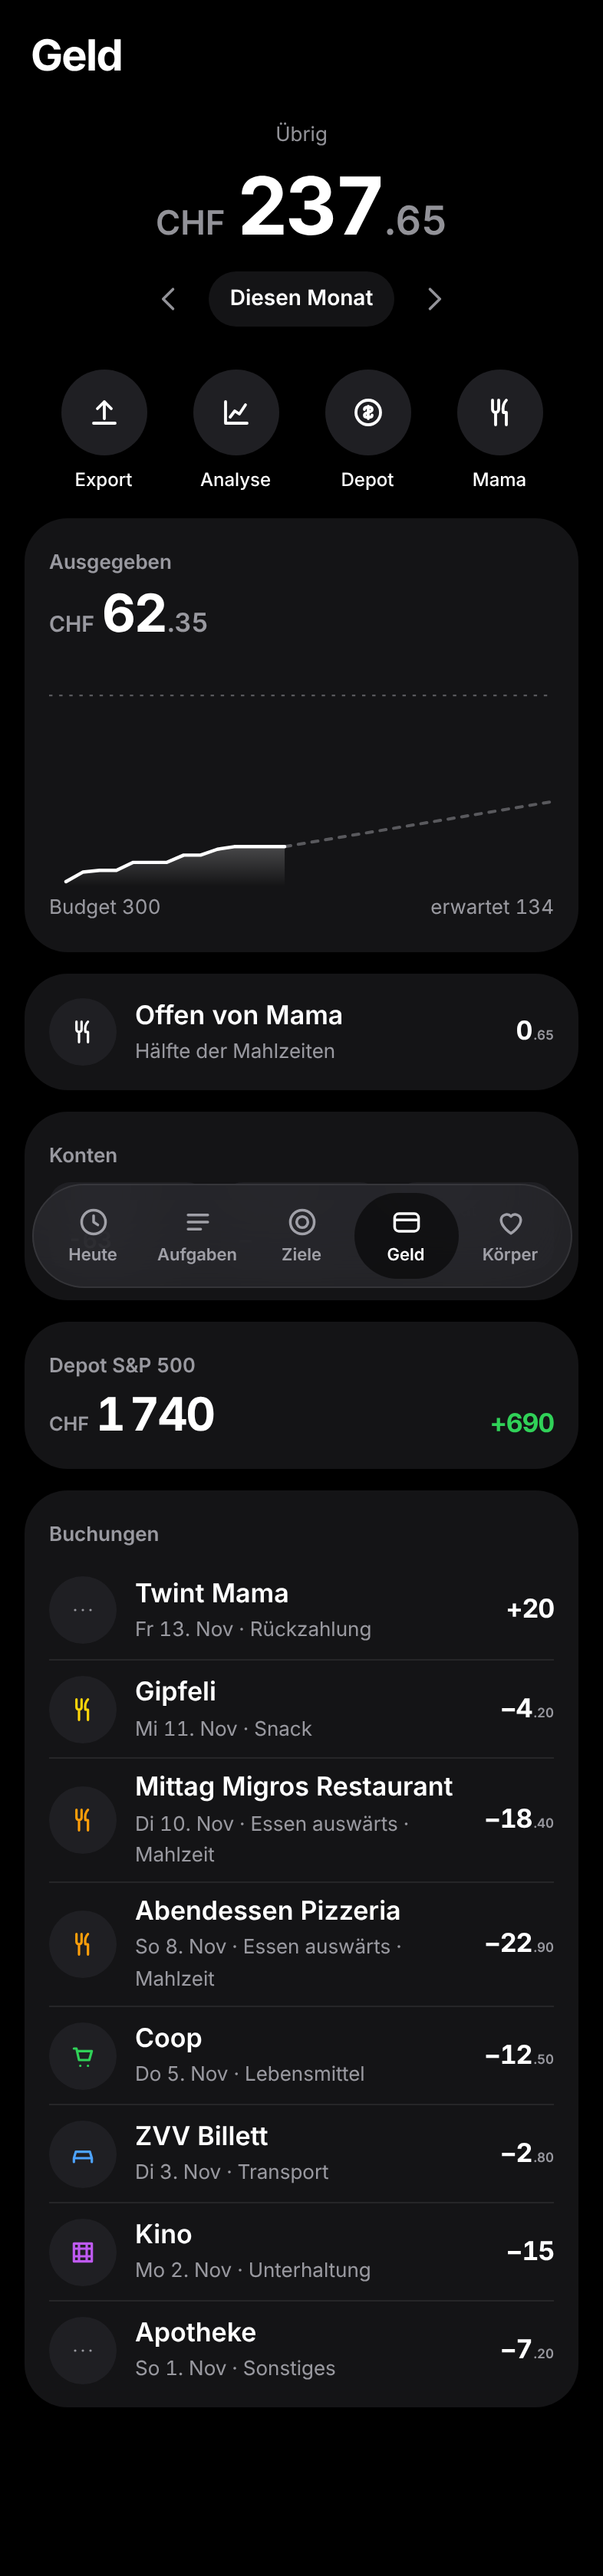 Geld
Übrig
CHF 237.65
Diesen Monat
Export Analyse Depot Mama
Ausgegeben
CHF 62.35
Budget 300 erwartet 134
Offen von Mama
Hälfte der Mahlzeiten
0.65
Konten
Heute Aufgaben Ziele Geld Körper
Depot S&P 500
CHF 1 740 +690
Buchungen
Twint Mama
Fr 13. Nov · Rückzahlung
+20
Gipfeli
Mi 11. Nov · Snack
−4.20
Mittag Migros Restaurant
Di 10. Nov · Essen auswärts ·
Mahlzeit
−18.40
Abendessen Pizzeria
So 8. Nov · Essen auswärts ·
Mahlzeit
−22.90
Coop
Do 5. Nov · Lebensmittel
−12.50
ZVV Billett
Di 3. Nov · Transport
−2.80
Kino
Mo 2. Nov · Unterhaltung
−15
Apotheke
So 1. Nov · Sonstiges
−7.20